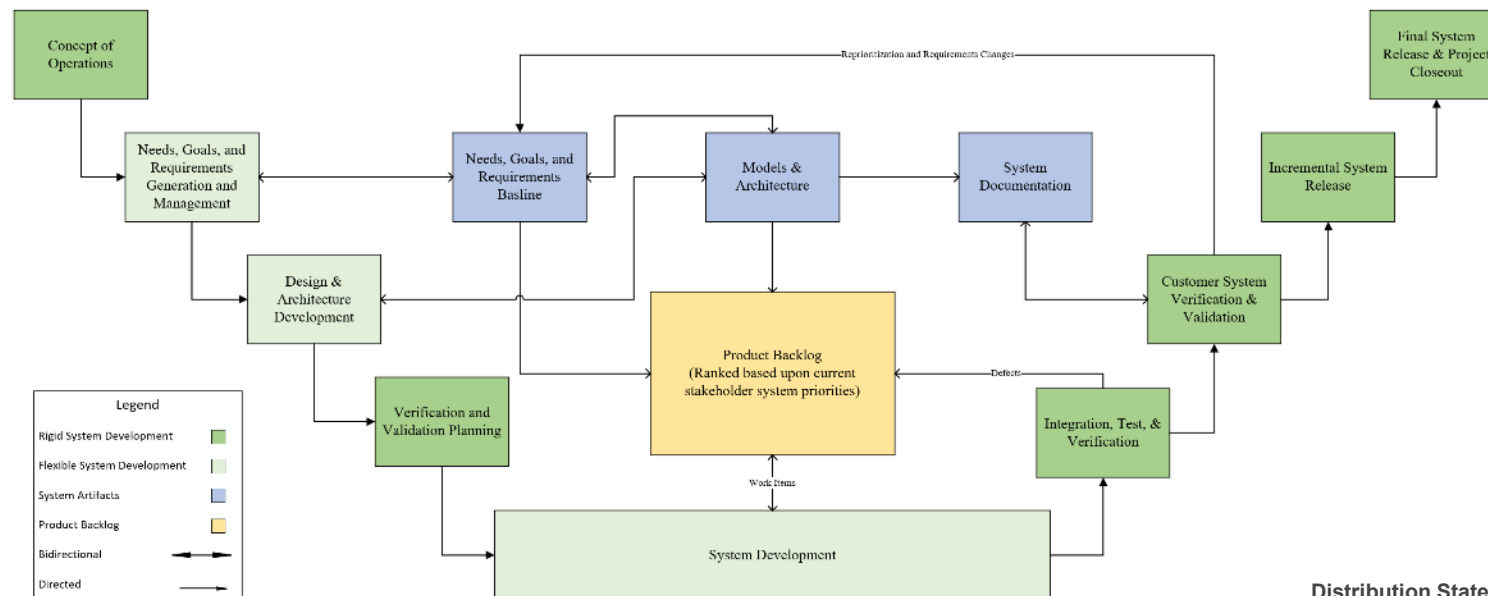 Concept of
Operations
Final System
Release & Project
Closeout
Reprioritization and Requirements Changes
Needs, Goals, and
Requirements
Generation and
Management
Needs, Goals, and
Requirements
Basline
Models &
Architecture
System
Documentation
Incremental System
Release
Design &
Architecture
Development
Customer System
Verification &
Validation
Product Backlog
(Ranked based upon current
stakeholder system priorities)
Defects
Verification and
Validation Planning
Integration, Test, &
Verification
Work Items
System Development
Legend
Rigid System Development
Flexible System Development
System Artifacts
Product Backlog
Bidirectional
Directed
Distribution State